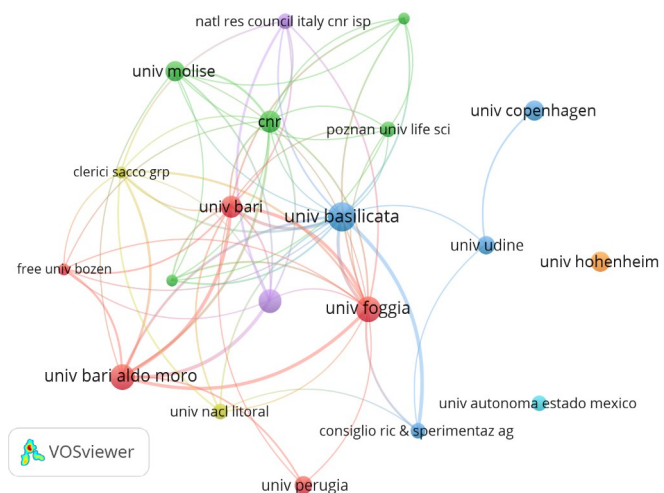 natl res council italy cnr isp
univ molise
univ copenhagen
cnr
poznan univ life sci
clerici sacco grp
univ bari
univ basilicata
univ udine
univ hohenheim
free univ bozen
univ foggia
univ bari aldo moro
univ autonoma estado mexico
univ nacl litoral
consiglio ric & sperimentaz ag
VOSviewer
univ perugia